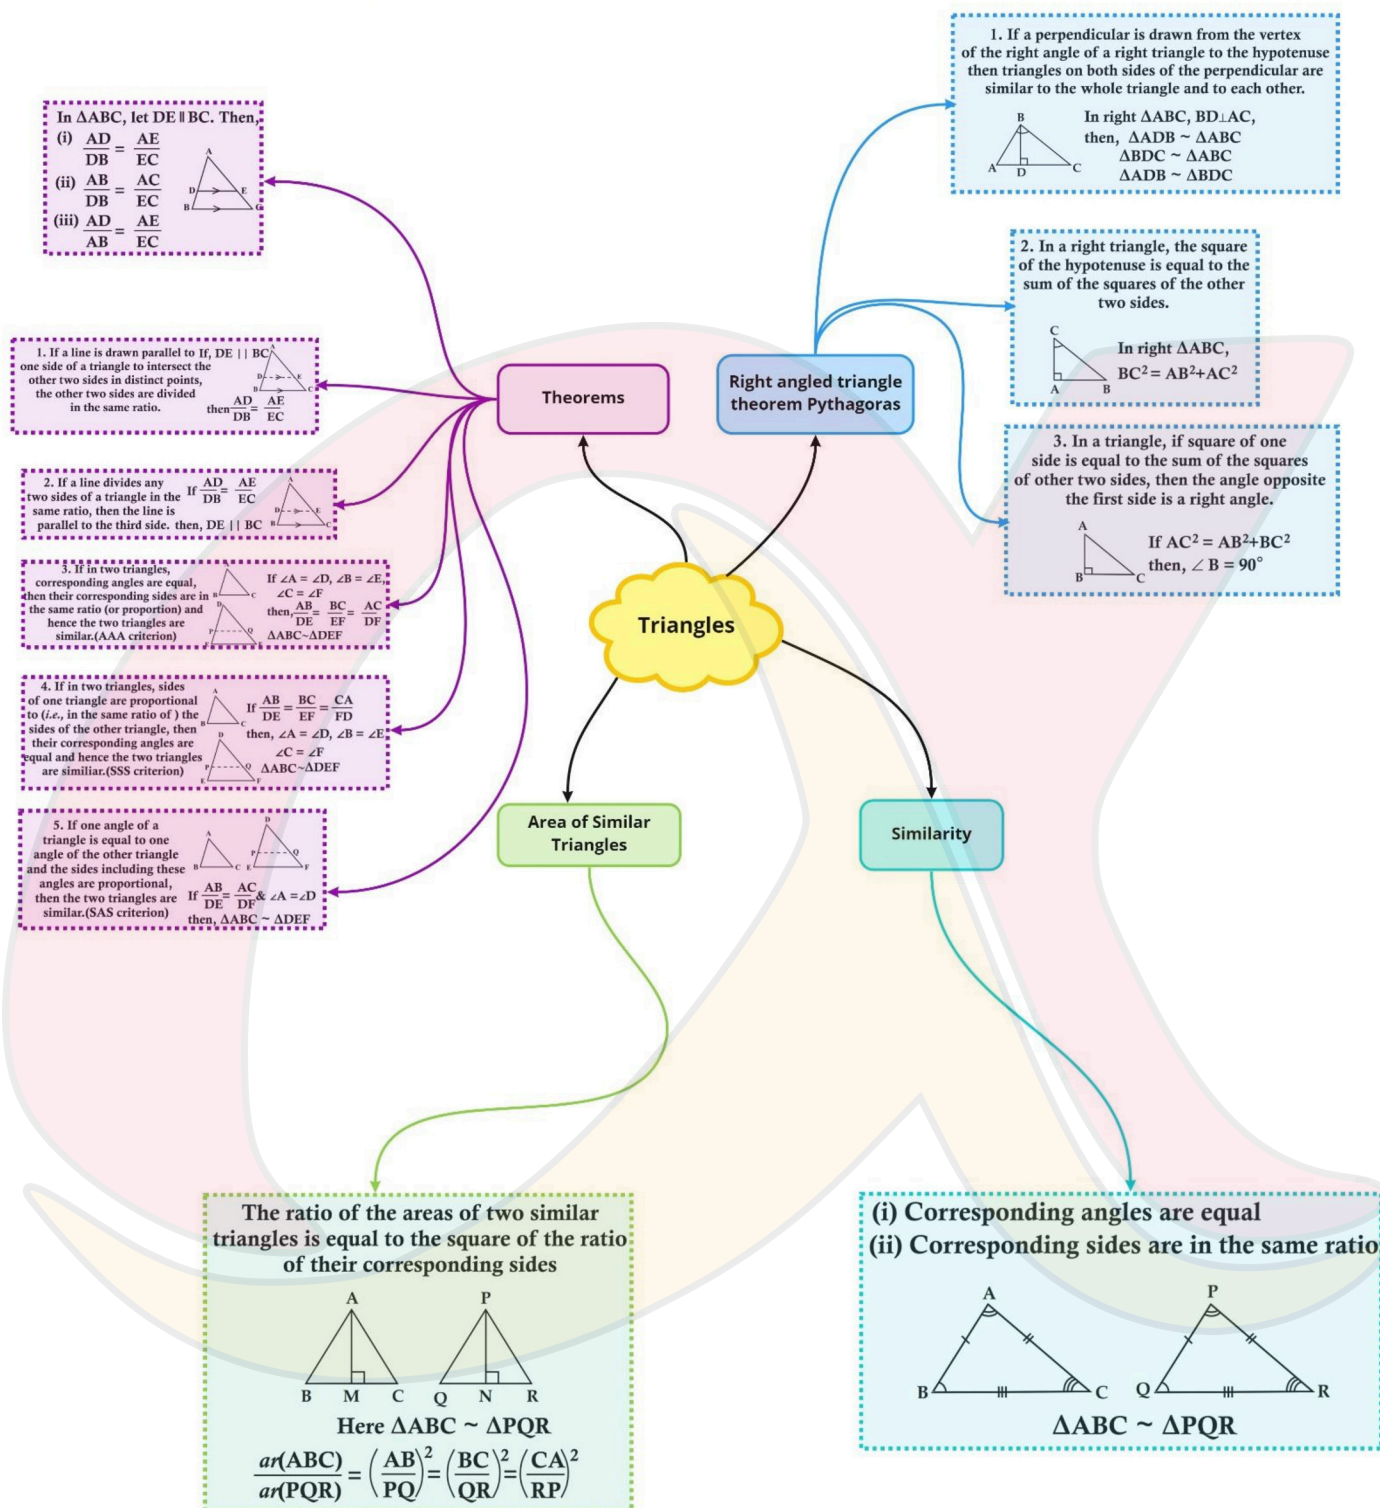 Triangles
Theorems
In ΔABC, let DE ∥ BC. Then,
(i) AD/DB = AE/EC
(ii) AB/DB = AC/EC
(iii) AD/AB = AE/EC
A
D E
B C
1. If a line is drawn parallel to
one side of a triangle to intersect the
other two sides in distinct points,
the other two sides are divided
in the same ratio.
If, DE || BC
A
D E
B C
then AD/DB = AE/EC
2. If a line divides any
two sides of a triangle in the
same ratio, then the line is
parallel to the third side.
If AD/DB = AE/EC
then, DE || BC
A
D E
B C
3. If in two triangles,
corresponding angles are equal,
then their corresponding sides are in
the same ratio (or proportion) and
hence the two triangles are
similar.(AAA criterion)
A
B C
D
P Q
E F
If ∠A = ∠D, ∠B = ∠E,
∠C = ∠F
then, AB/DE = BC/EF = AC/DF
ΔABC~ΔDEF
4. If in two triangles, sides
of one triangle are proportional
to (i.e., in the same ratio of ) the
sides of the other triangle, then
their corresponding angles are
equal and hence the two triangles
are similiar.(SSS criterion)
A
B C
D
P Q
E F
If AB/DE = BC/EF = CA/FD
then, ∠A = ∠D, ∠B = ∠E
∠C = ∠F
ΔABC~ΔDEF
5. If one angle of a
triangle is equal to one
angle of the other triangle
and the sides including these
angles are proportional,
then the two triangles are
similar.(SAS criterion)
A
B C
D
P Q
E F
If AB/DE = AC/DF & ∠A =∠D
then, ΔABC ~ ΔDEF
Right angled triangle
theorem Pythagoras
1. If a perpendicular is drawn from the vertex
of the right angle of a right triangle to the hypotenuse
then triangles on both sides of the perpendicular are
similar to the whole triangle and to each other.
B
A D C
In right ΔABC, BD⊥AC,
then, ΔADB ~ ΔABC
ΔBDC ~ ΔABC
ΔADB ~ ΔBDC
2. In a right triangle, the square
of the hypotenuse is equal to the
sum of the squares of the other
two sides.
C
A B
In right ΔABC,
BC² = AB²+AC²
3. In a triangle, if square of one
side is equal to the sum of the squares
of other two sides, then the angle opposite
the first side is a right angle.
A
B C
If AC² = AB²+BC²
then, ∠ B = 90°
Area of Similar
Triangles
The ratio of the areas of two similar
triangles is equal to the square of the ratio
of their corresponding sides
A P
B M C Q N R
Here ΔABC ~ ΔPQR
ar(ABC)/ar(PQR) = (AB/PQ)² = (BC/QR)² = (CA/RP)²
Similarity
(i) Corresponding angles are equal
(ii) Corresponding sides are in the same ratio
A P
B C Q R
ΔABC ~ ΔPQR